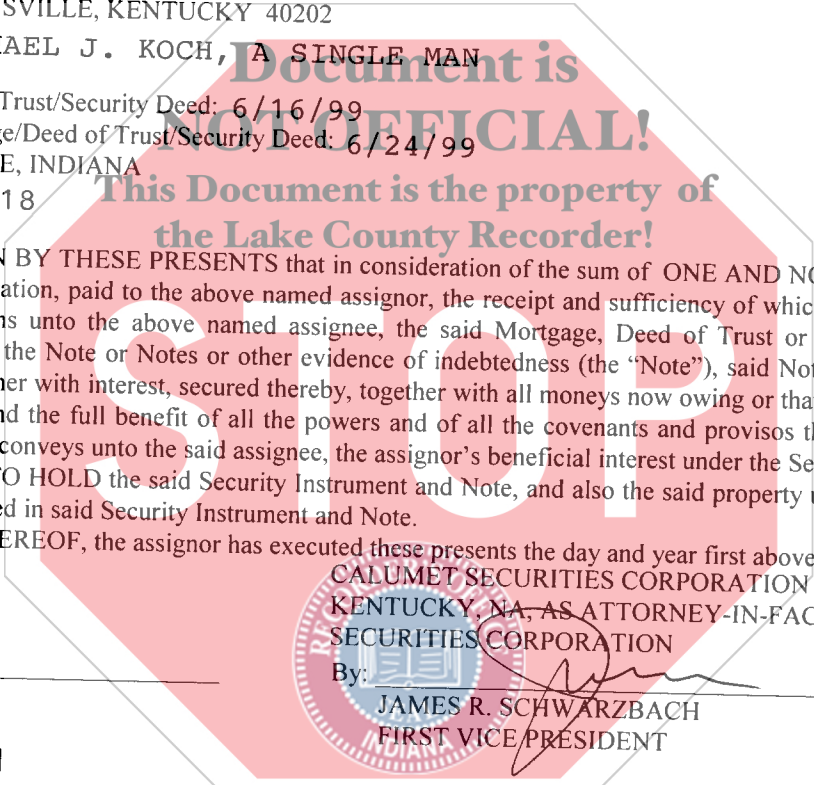 SVILLE, KENTUCKY 40202
AEL J. KOCH, A SINGLE MAN
Document is
Trust/Security Deed: 6/16/99
NOT OFFICIAL!
e/Deed of Trust/Security Deed: 6/24/99
E, INDIANA
This Document is the property of
18
the Lake County Recorder!
N BY THESE PRESENTS that in consideration of the sum of ONE AND NO
ation, paid to the above named assignor, the receipt and sufficiency of whic
ns unto the above named assignee, the said Mortgage, Deed of Trust or
the Note or Notes or other evidence of indebtedness (the “Note”), said Not
her with interest, secured thereby, together with all moneys now owing or tha
nd the full benefit of all the powers and of all the covenants and provisos th
conveys unto the said assignee, the assignor's beneficial interest under the Se
TO HOLD the said Security Instrument and Note, and also the said property u
ed in said Security Instrument and Note.
STOP
EREOF, the assignor has executed these presents the day and year first above
CALUMET SECURITIES CORPORATION
KENTUCKY, NA, AS ATTORNEY-IN-FAC
SECURITIES CORPORATION
By:
JAMES R. SCHWARZBACH
FIRST VICE PRESIDENT
INDIANA